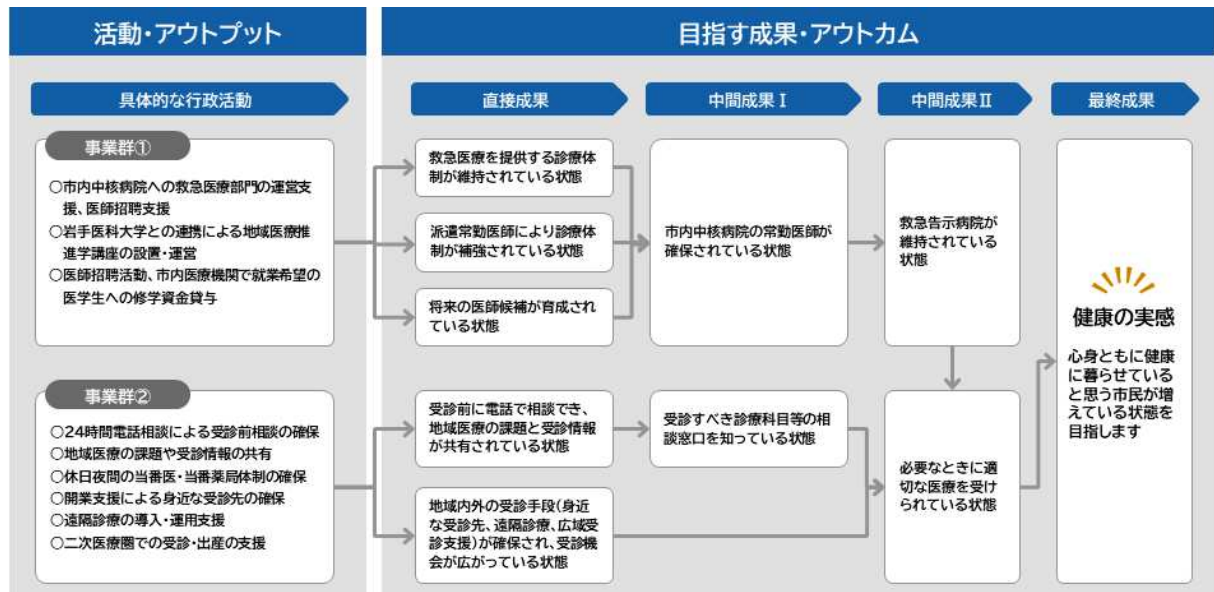 活動・アウトプット
目指す成果・アウトカム
具体的な行政活動
直接成果
中間成果Ⅰ
中間成果Ⅱ
最終成果
事業群①
○市内中核病院への救急医療部門の運営支
援、医師招聘支援
○岩手医科大学との連携による地域医療推
進学講座の設置・運営
○医師招聘活動、市内医療機関で就業希望の
医学生への修学資金貸与
救急医療を提供する診療体
制が維持されている状態
派遣常勤医師により診療体
制が補強されている状態
将来の医師候補が育成され
ている状態
市内中核病院の常勤医師が
確保されている状態
救急告示病院が
維持されている
状態
事業群②
○24時間電話相談による受診前相談の確保
○地域医療の課題や受診情報の共有
○休日夜間の当番医・当番薬局体制の確保
○開業支援による身近な受診先の確保
○遠隔診療の導入・運用支援
○二次医療圏での受診・出産の支援
受診前に電話で相談でき、
地域医療の課題と受診情報
が共有されている状態
地域内外の受診手段(身近
な受診先、遠隔診療、広域受
診支援)が確保され、受診機
会が広がっている状態
受診すべき診療科目等の相
談窓口を知っている状態
必要なときに適
切な医療を受け
られている状態
健康の実感
心身ともに健康
に暮らせている
と思う市民が増
えている状態を
目指します